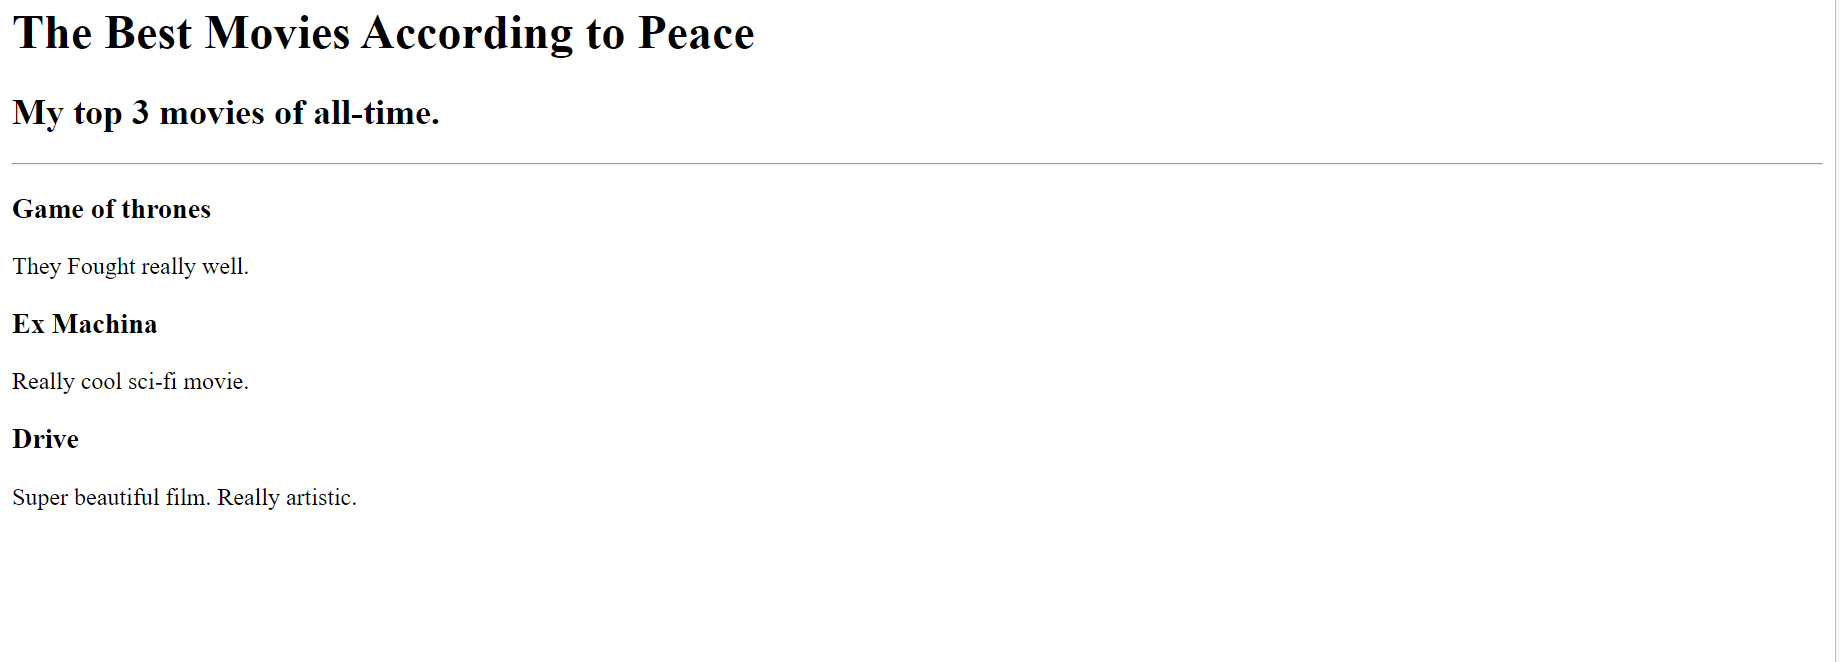 The Best Movies According to Peace
My top 3 movies of all-time.
Game of thrones
They Fought really well.
Ex Machina
Really cool sci-fi movie.
Drive
Super beautiful film. Really artistic.